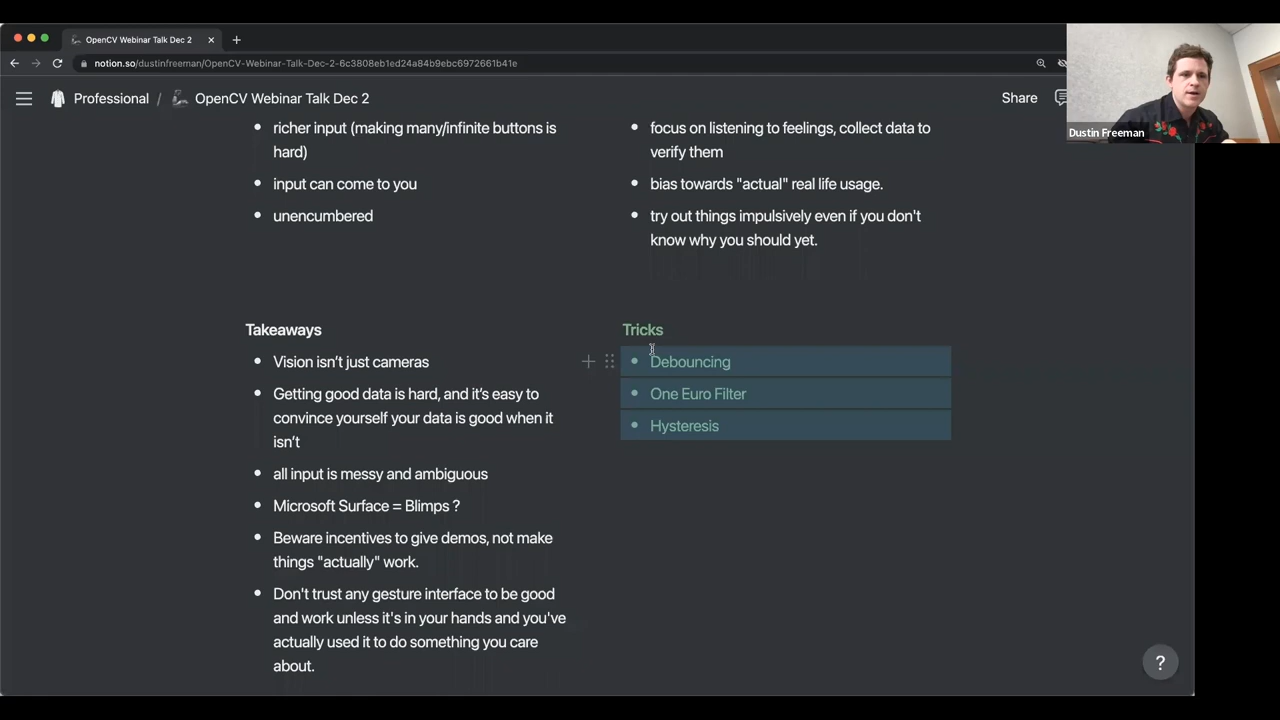 OpenCV Webinar Talk Dec 2
notion.so/dustinfreeman/OpenCV-Webinar-Talk-Dec-2-6c3808eb1ed24a84b9ebc6972661b41e
Professional / OpenCV Webinar Talk Dec 2
Share
Dustin Freeman
richer input (making many/infinite buttons is
hard)
input can come to you
unencumbered
focus on listening to feelings, collect data to
verify them
bias towards "actual" real life usage.
try out things impulsively even if you don't
know why you should yet.
Takeaways
Vision isn't just cameras
Getting good data is hard, and it's easy to
convince yourself your data is good when it
isn't
all input is messy and ambiguous
Microsoft Surface = Blimps ?
Beware incentives to give demos, not make
things "actually" work.
Don't trust any gesture interface to be good
and work unless it's in your hands and you've
actually used it to do something you care
about.
Tricks
Debouncing
One Euro Filter
Hysteresis
?